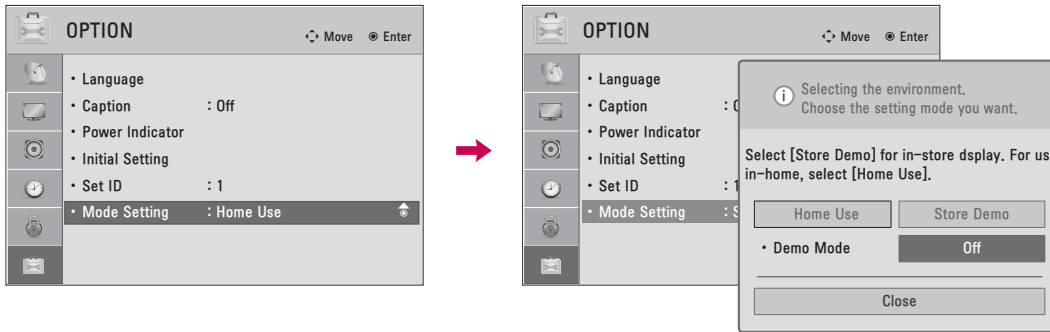 OPTION
Move
Enter
• Language
• Caption : Off
• Power Indicator
• Initial Setting
• Set ID : 1
• Mode Setting : Home Use
OPTION
Move
Enter
• Language
• Caption :
• Power Indicator
• Initial Setting
• Set ID : 1
• Mode Setting : S
i
Selecting the environment.
Choose the setting mode you want.
Select [Store Demo] for in-store dsplay. For us
in-home, select [Home Use].
Home Use
Store Demo
• Demo Mode
Off
Close